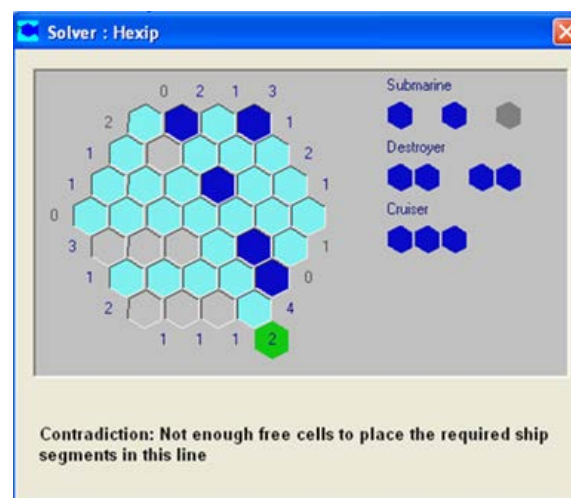 Solver : Hexip
Submarine
0 2 1 3
2 1
Destroyer
1 2
1 1
Cruiser
0
3 1
1 0
2 4
1 1 1 2
Contradiction: Not enough free cells to place the required ship
segments in this line